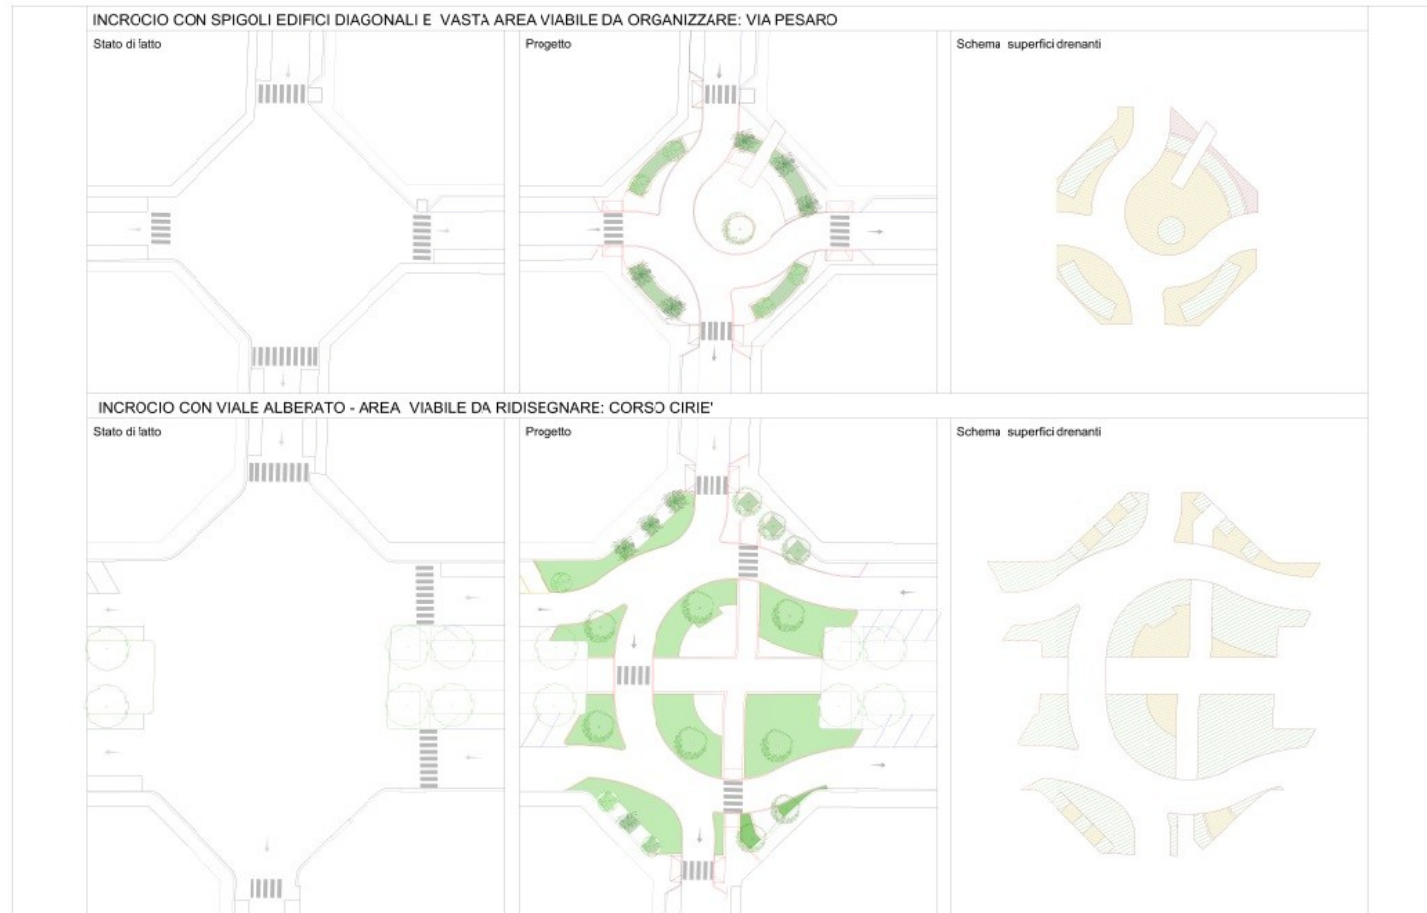 INCROCIO CON SPIGOLI EDIFICI DIAGONALI E VASTA AREA VIABILE DA ORGANIZZARE: VIA PESARO
Stato di fatto
Progetto
Schema superfici drenanti
INCROCIO CON VIALE ALBERATO - AREA VIABILE DA RIDISEGNARE: CORSO CIRIE'
Stato di fatto
Progetto
Schema superfici drenanti